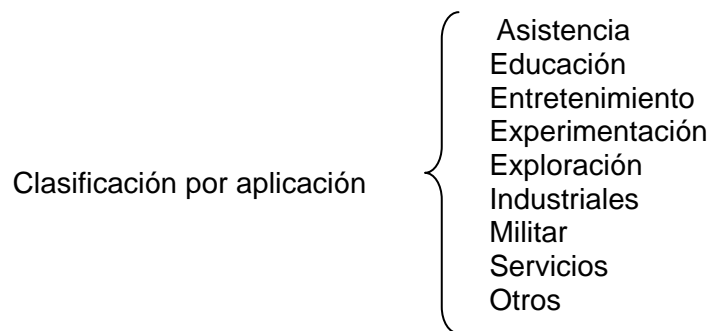 Clasificación por aplicación
Asistencia
Educación
Entretenimiento
Experimentación
Exploración
Industriales
Militar
Servicios
Otros